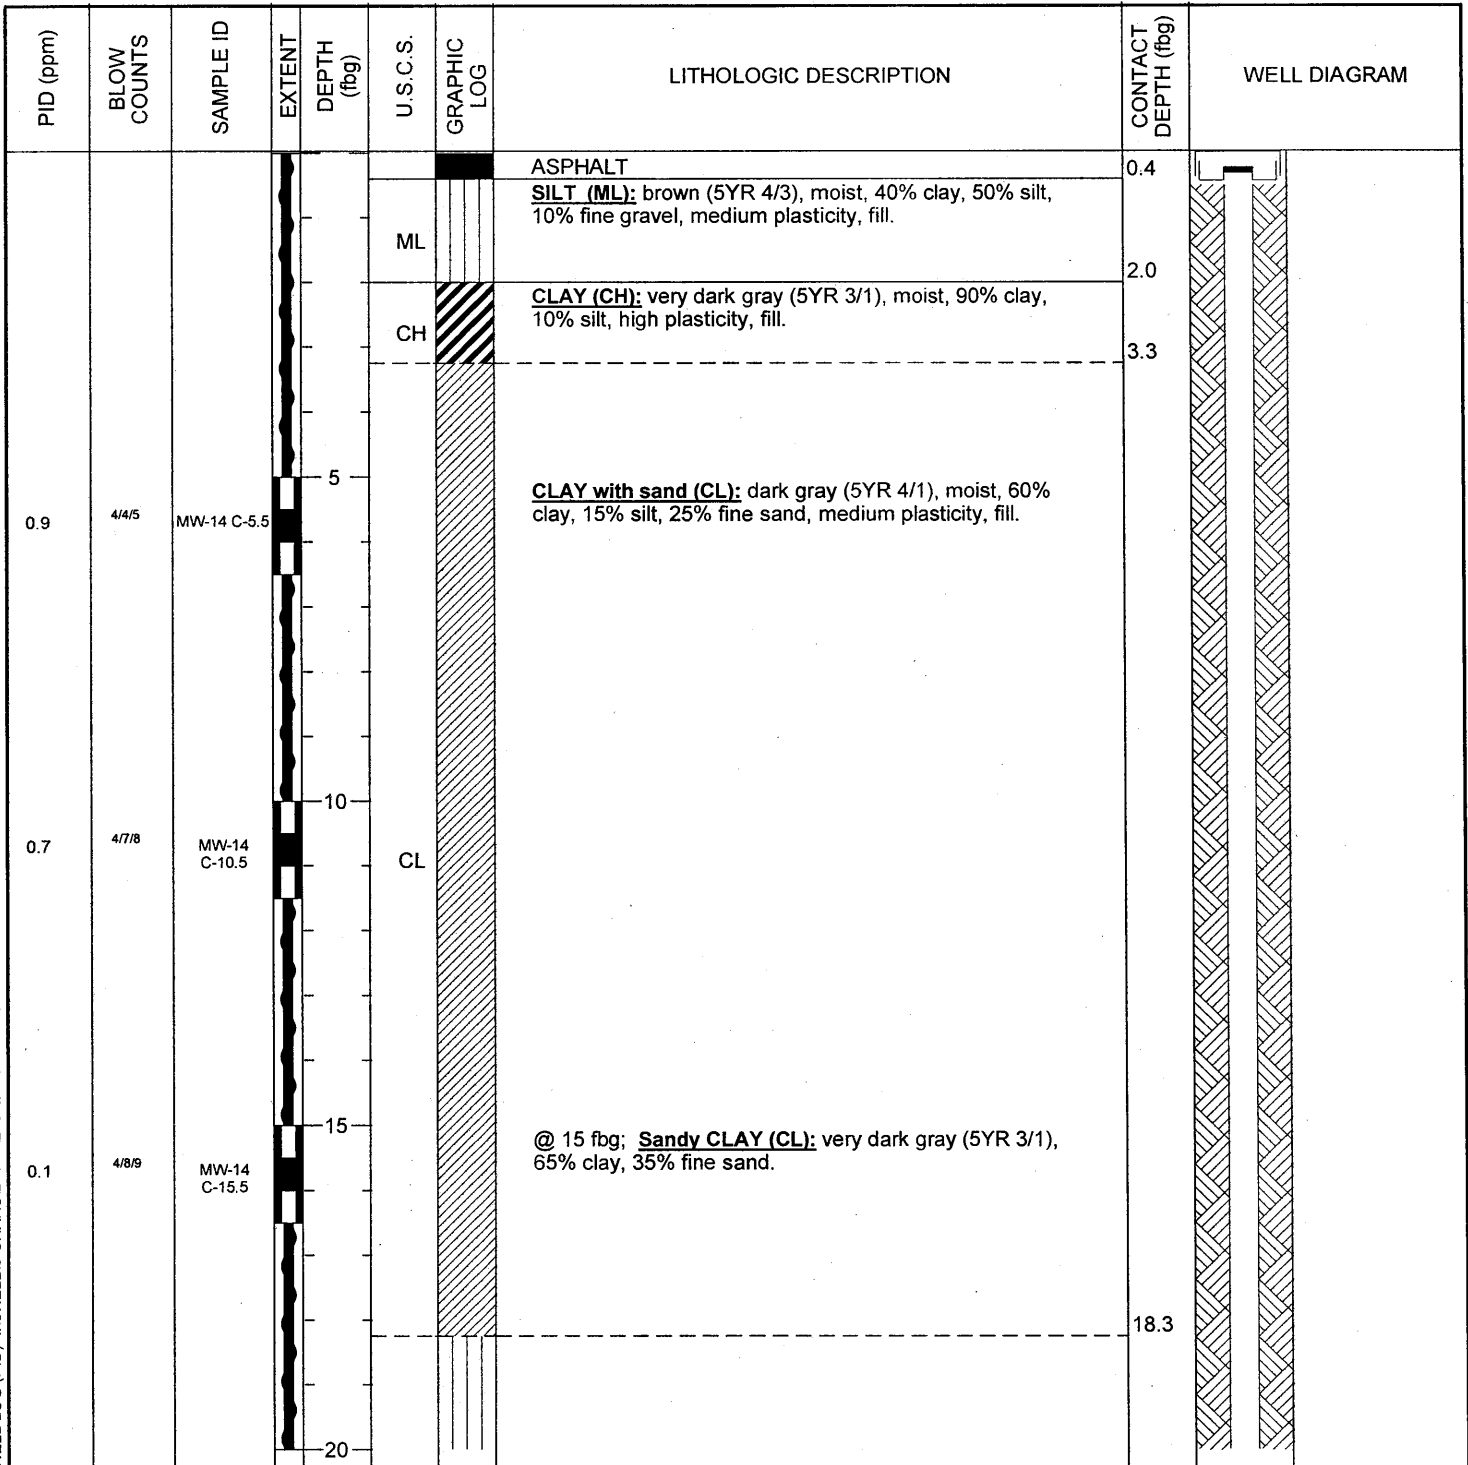 PID (ppm)
BLOW
COUNTS
SAMPLE ID
EXTENT
DEPTH
(fbg)
U.S.C.S.
GRAPHIC
LOG
LITHOLOGIC DESCRIPTION
CONTACT
DEPTH (fbg)
WELL DIAGRAM
ASPHALT
0.4
SILT (ML): brown (5YR 4/3), moist, 40% clay, 50% silt,
10% fine gravel, medium plasticity, fill.
ML
2.0
CLAY (CH): very dark gray (5YR 3/1), moist, 90% clay,
10% silt, high plasticity, fill.
CH
3.3
5
CLAY with sand (CL): dark gray (5YR 4/1), moist, 60%
clay, 15% silt, 25% fine sand, medium plasticity, fill.
0.9
4/4/5
MW-14 C-5.5
10
0.7
4/7/8
MW-14
C-10.5
CL
15
@ 15 fbg; Sandy CLAY (CL): very dark gray (5YR 3/1),
65% clay, 35% fine sand.
0.1
4/8/9
MW-14
C-15.5
18.3
20